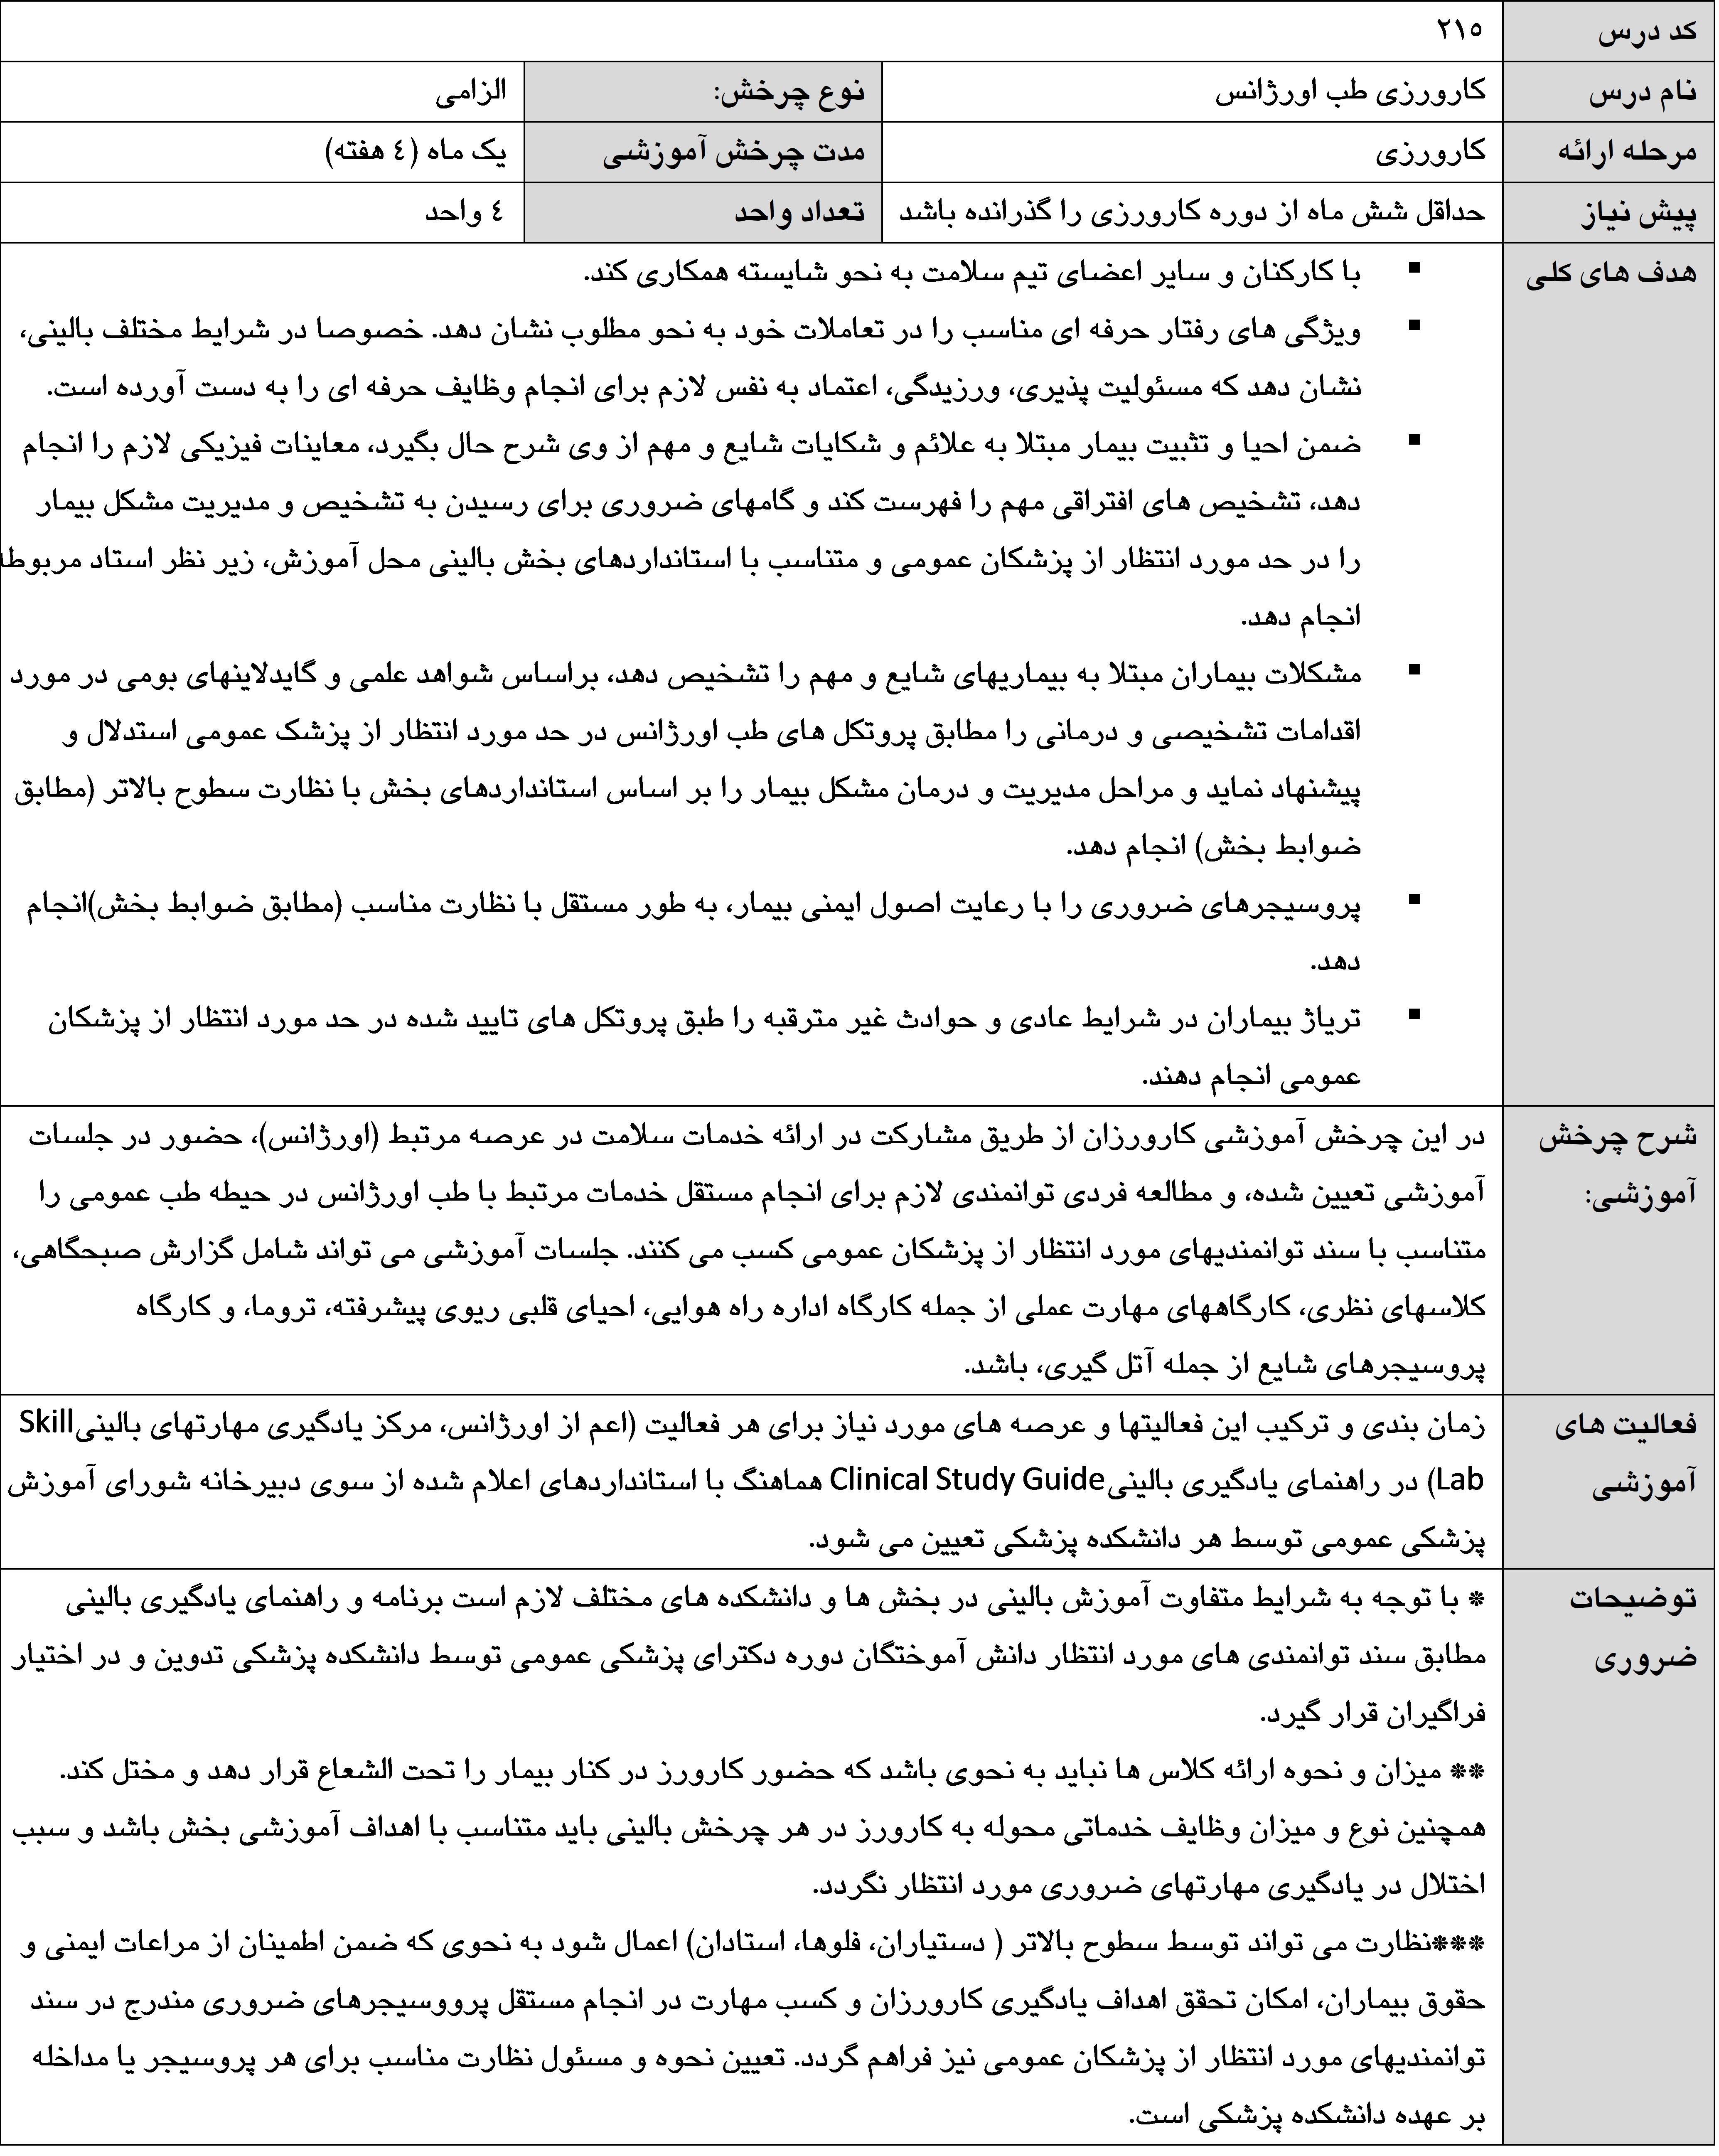 کد درس ۲۱۵
نام درس کارورزی طب اورژانس نوع چرخش: الزامی
مرحله ارائه کارورزی مدت چرخش آموزشی یک ماه (٤ هفته)
پیش نیاز حداقل شش ماه از دوره کارورزی را گذرانده باشد تعداد واحد ٤ واحد
هدف های کلی
▪ با کارکنان و سایر اعضای تیم سلامت به نحو شایسته همکاری کند.
▪ ویژگی های رفتار حرفه ای مناسب را در تعاملات خود به نحو مطلوب نشان دهد. خصوصا در شرایط مختلف بالینی،
نشان دهد که مسئولیت پذیری، ورزیدگی، اعتماد به نفس لازم برای انجام وظایف حرفه ای را به دست آورده است.
▪ ضمن احیا و تثبیت بیمار مبتلا به علائم و شکایات شایع و مهم از وی شرح حال بگیرد، معاینات فیزیکی لازم را انجام
دهد، تشخیص های افتراقی مهم را فهرست کند و گامهای ضروری برای رسیدن به تشخیص و مدیریت مشکل بیمار
را در حد مورد انتظار از پزشکان عمومی و متناسب با استانداردهای بخش بالینی محل آموزش، زیر نظر استاد مربوطه
انجام دهد.
▪ مشکلات بیماران مبتلا به بیماریهای شایع و مهم را تشخیص دهد، براساس شواهد علمی و گایدلاینهای بومی در مورد
اقدامات تشخیصی و درمانی را مطابق پروتکل های طب اورژانس در حد مورد انتظار از پزشک عمومی استدلال و
پیشنهاد نماید و مراحل مدیریت و درمان مشکل بیمار را بر اساس استانداردهای بخش با نظارت سطوح بالاتر (مطابق
ضوابط بخش) انجام دهد.
▪ پروسیجرهای ضروری را با رعایت اصول ایمنی بیمار، به طور مستقل با نظارت مناسب (مطابق ضوابط بخش)انجام
دهد.
▪ تریاژ بیماران در شرایط عادی و حوادث غیر مترقبه را طبق پروتکل های تایید شده در حد مورد انتظار از پزشکان
عمومی انجام دهند.
شرح چرخش
آموزشی:
در این چرخش آموزشی کارورزان از طریق مشارکت در ارائه خدمات سلامت در عرصه مرتبط (اورژانس)، حضور در جلسات
آموزشی تعیین شده، و مطالعه فردی توانمندی لازم برای انجام مستقل خدمات مرتبط با طب اورژانس در حیطه طب عمومی را
متناسب با سند توانمندیهای مورد انتظار از پزشکان عمومی کسب می کنند. جلسات آموزشی می تواند شامل گزارش صبحگاهی،
کلاسهای نظری، کارگاههای مهارت عملی از جمله کارگاه اداره راه هوایی، احیای قلبی ریوی پیشرفته، تروما، و کارگاه
پروسیجرهای شایع از جمله آتل گیری، باشد.
فعالیت های
آموزشی
زمان بندی و ترکیب این فعالیتها و عرصه های مورد نیاز برای هر فعالیت (اعم از اورژانس، مرکز یادگیری مهارتهای بالینیSkill
Lab) در راهنمای یادگیری بالینیClinical Study Guide هماهنگ با استانداردهای اعلام شده از سوی دبیرخانه شورای آموزش
پزشکی عمومی توسط هر دانشکده پزشکی تعیین می شود.
توضیحات
ضروری
* با توجه به شرایط متفاوت آموزش بالینی در بخش ها و دانشکده های مختلف لازم است برنامه و راهنمای یادگیری بالینی
مطابق سند توانمندی های مورد انتظار دانش آموختگان دوره دکترای پزشکی عمومی توسط دانشکده پزشکی تدوین و در اختیار
فراگیران قرار گیرد.
** میزان و نحوه ارائه کلاس ها نباید به نحوی باشد که حضور کارورز در کنار بیمار را تحت الشعاع قرار دهد و مختل کند.
همچنین نوع و میزان وظایف خدماتی محوله به کارورز در هر چرخش بالینی باید متناسب با اهداف آموزشی بخش باشد و سبب
اختلال در یادگیری مهارتهای ضروری مورد انتظار نگردد.
***نظارت می تواند توسط سطوح بالاتر ( دستیاران، فلوها، استادان) اعمال شود به نحوی که ضمن اطمینان از مراعات ایمنی و
حقوق بیماران، امکان تحقق اهداف یادگیری کارورزان و کسب مهارت در انجام مستقل پرووسیجرهای ضروری مندرج در سند
توانمندیهای مورد انتظار از پزشکان عمومی نیز فراهم گردد. تعیین نحوه و مسئول نظارت مناسب برای هر پروسیجر یا مداخله
بر عهده دانشکده پزشکی است.